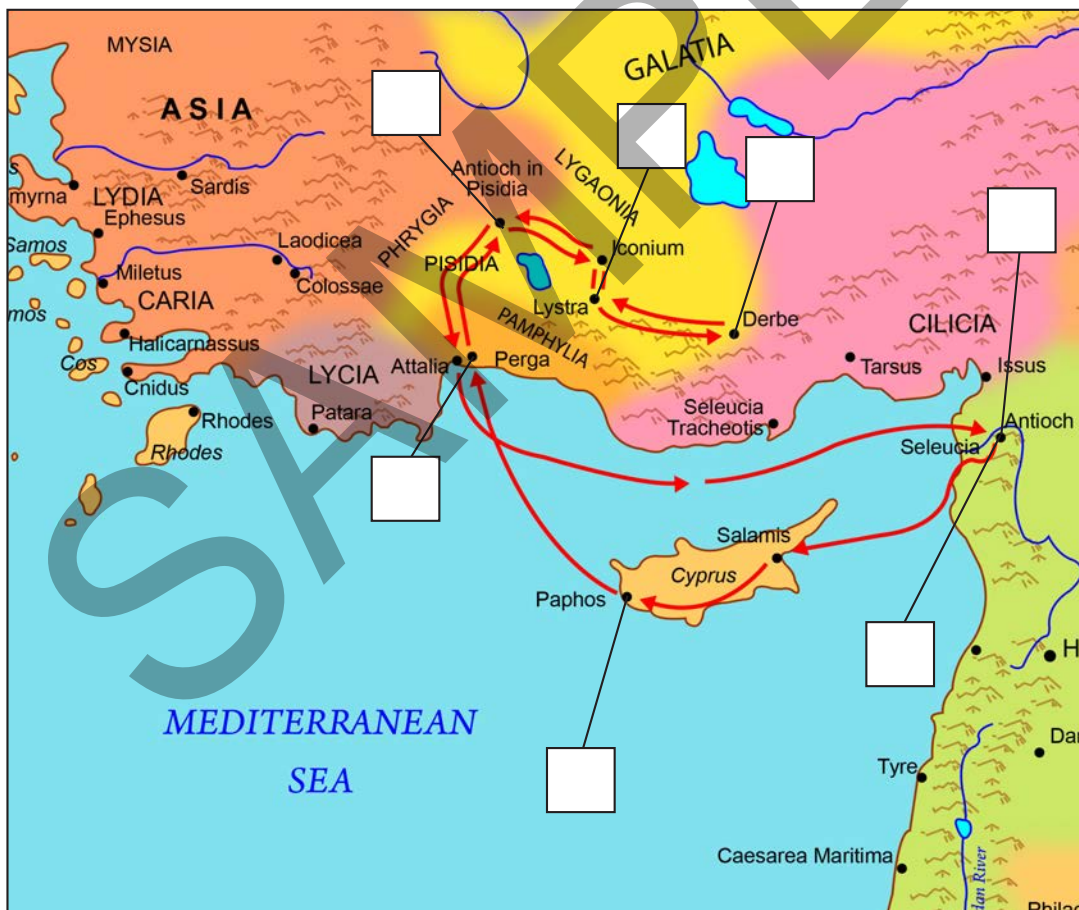 MYSIA
GALATIA
ASIA
LYGAONIA
Antioch in
Pisidia
Sardis
myrna
LYDIA
Ephesus
PHRYGIA
Samos
Laodicea
Iconium
PISIDIA
Miletus
Colossae
CARIA
Lystra
mos
PAMPHYLIA
Derbe
CILICIA
Halicarnassus
Cos
Attalia
Perga
Tarsus
Issus
Cnidus
LYCIA
Rhodes
Patara
Seleucia
Tracheotis
Antioch
Rhodes
Seleucia
Salamis
Cyprus
Paphos
H
MEDITERRANEAN
SEA
Dar
Tyre
Caesarea Maritima
dan River
Philad
SAMPLE